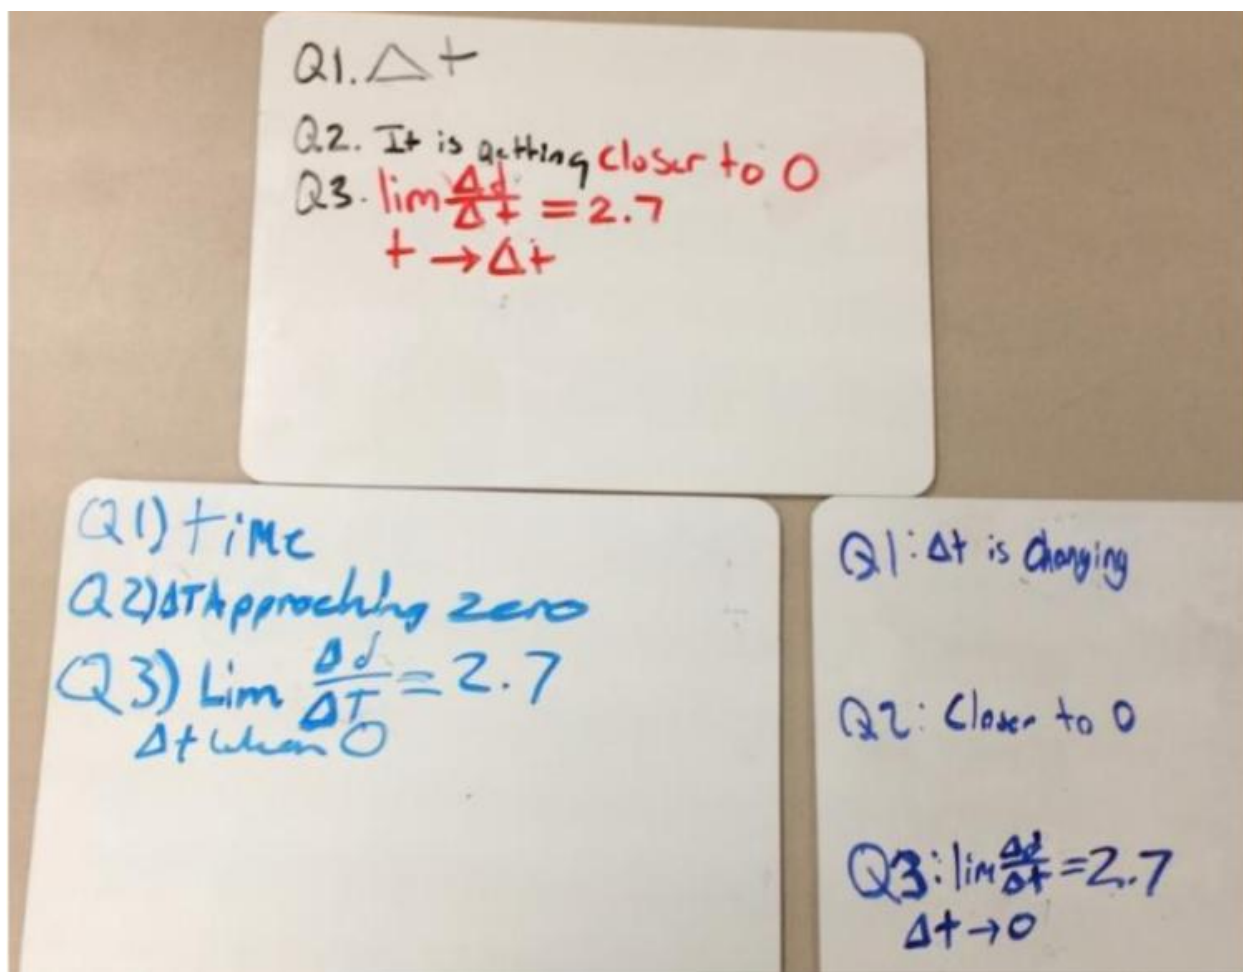 Q1. Δt
Q2. It is getting closer to 0
Q3. lim Δd/Δt = 2.7
t → Δt
Q1) time
Q2) ΔT Approaching zero
Q3) Lim Δd/ΔT = 2.7
Δt when 0
Q1: Δt is changing
Q2: Closer to 0
Q3: lim Δd/Δt = 2.7
Δt → 0